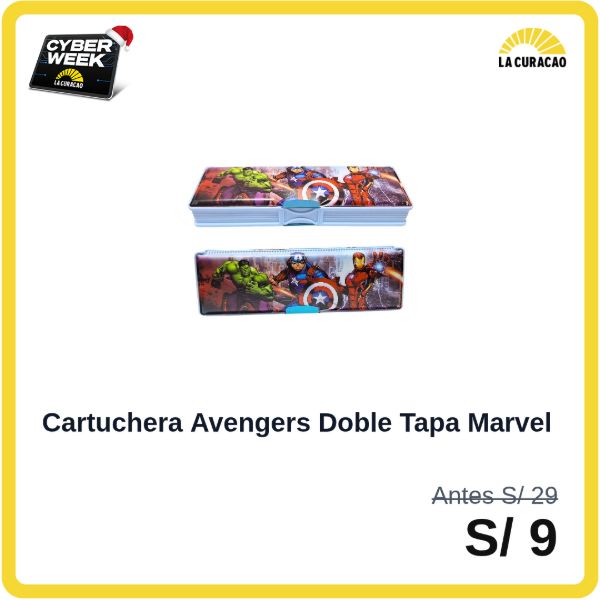 CYBER
WEEK
LA CURACAO
LA CURACAO
Cartuchera Avengers Doble Tapa Marvel
Antes S/ 29
S/ 9